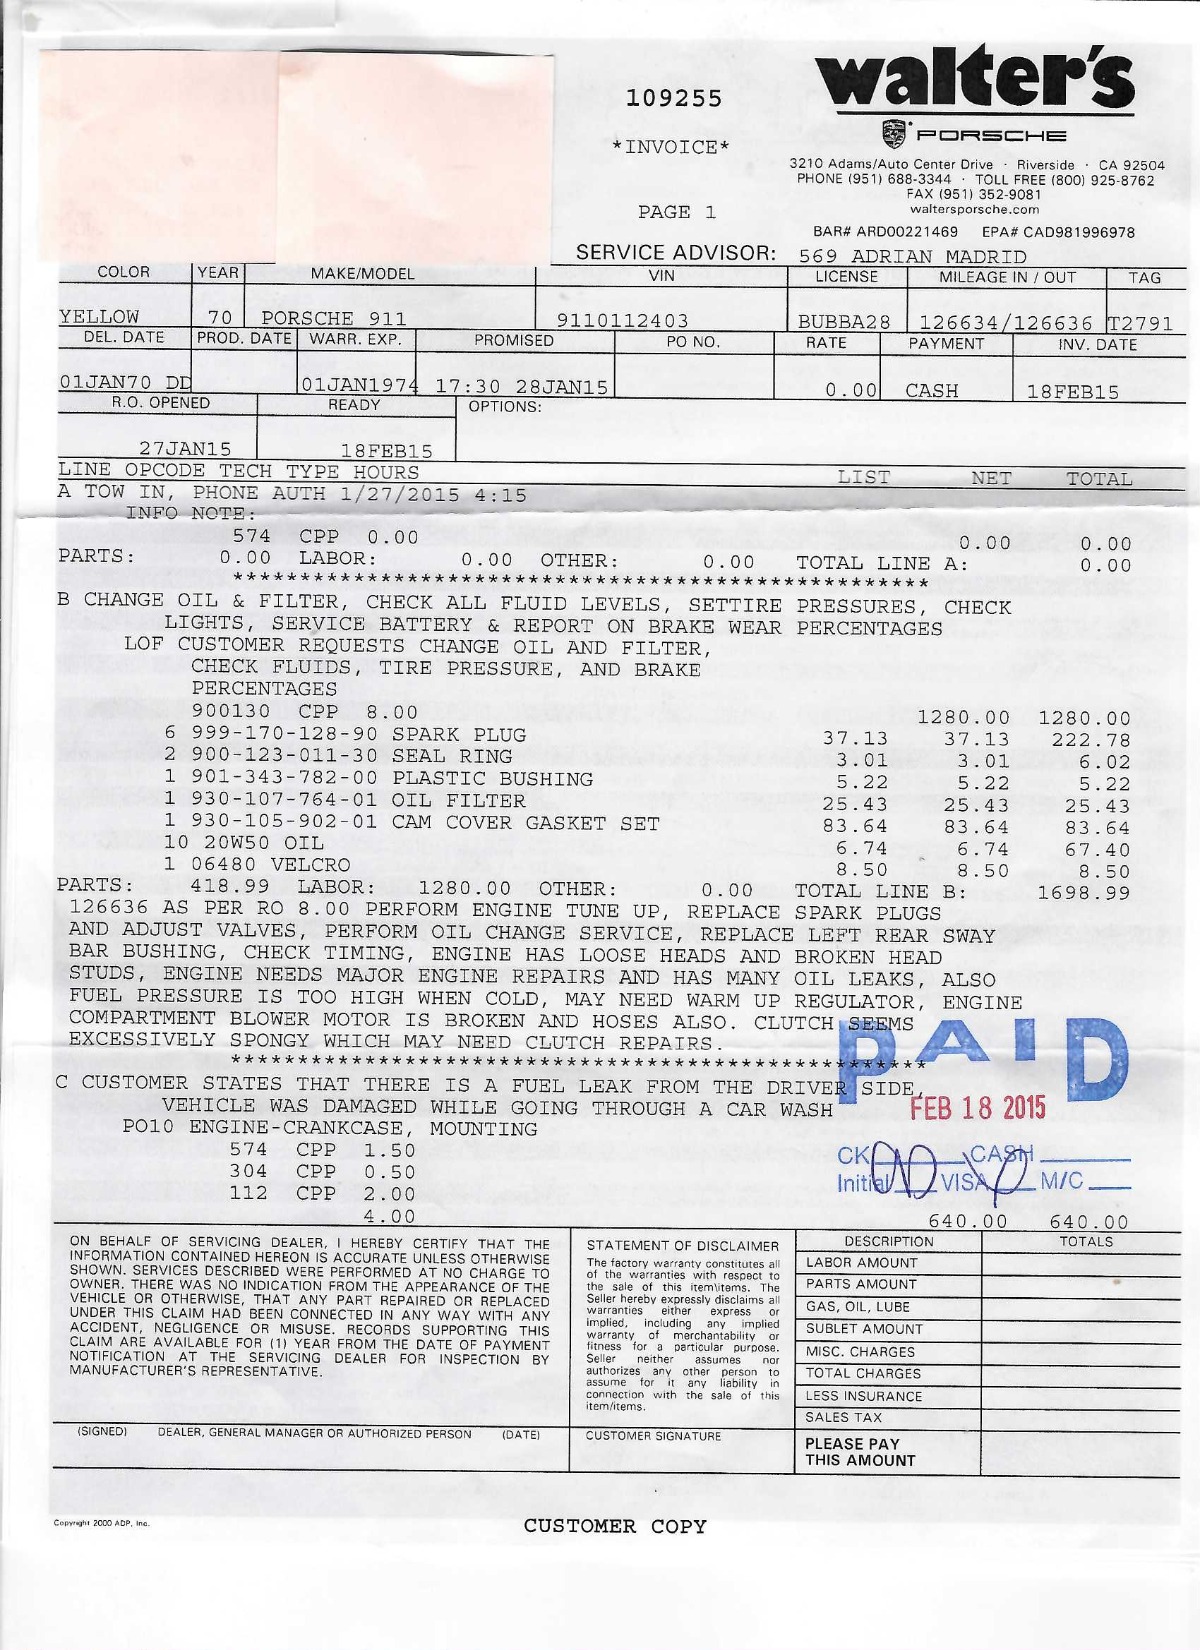 109255
*INVOICE*
PAGE 1
walter's
PORSCHE
3210 Adams/Auto Center Drive · Riverside · CA 92504
PHONE (951) 688-3344 · TOLL FREE (800) 925-8762
FAX (951) 352-9081
waltersporsche.com
BAR# ARD00221469 EPA# CAD981996978
SERVICE ADVISOR: 569 ADRIAN MADRID
COLOR YEAR MAKE/MODEL VIN LICENSE MILEAGE IN / OUT TAG
YELLOW 70 PORSCHE 911 9110112403 BUBBA28 126634/126636 T2791
DEL. DATE PROD. DATE WARR. EXP. PROMISED PO NO. RATE PAYMENT INV. DATE
01JAN70 DD 01JAN1974 17:30 28JAN15 0.00 CASH 18FEB15
R.O. OPENED READY OPTIONS:
27JAN15 18FEB15
LINE OPCODE TECH TYPE HOURS LIST NET TOTAL
A TOW IN, PHONE AUTH 1/27/2015 4:15
INFO NOTE:
574 CPP 0.00 0.00 0.00
PARTS: 0.00 LABOR: 0.00 OTHER: 0.00 TOTAL LINE A: 0.00
****************************************************
B CHANGE OIL & FILTER, CHECK ALL FLUID LEVELS, SETTIRE PRESSURES, CHECK
LIGHTS, SERVICE BATTERY & REPORT ON BRAKE WEAR PERCENTAGES
LOF CUSTOMER REQUESTS CHANGE OIL AND FILTER,
CHECK FLUIDS, TIRE PRESSURE, AND BRAKE
PERCENTAGES
900130 CPP 8.00 1280.00 1280.00
6 999-170-128-90 SPARK PLUG 37.13 37.13 222.78
2 900-123-011-30 SEAL RING 3.01 3.01 6.02
1 901-343-782-00 PLASTIC BUSHING 5.22 5.22 5.22
1 930-107-764-01 OIL FILTER 25.43 25.43 25.43
1 930-105-902-01 CAM COVER GASKET SET 83.64 83.64 83.64
10 20W50 OIL 6.74 6.74 67.40
1 06480 VELCRO 8.50 8.50 8.50
PARTS: 418.99 LABOR: 1280.00 OTHER: 0.00 TOTAL LINE B: 1698.99
126636 AS PER RO 8.00 PERFORM ENGINE TUNE UP, REPLACE SPARK PLUGS
AND ADJUST VALVES, PERFORM OIL CHANGE SERVICE, REPLACE LEFT REAR SWAY
BAR BUSHING, CHECK TIMING, ENGINE HAS LOOSE HEADS AND BROKEN HEAD
STUDS, ENGINE NEEDS MAJOR ENGINE REPAIRS AND HAS MANY OIL LEAKS, ALSO
FUEL PRESSURE IS TOO HIGH WHEN COLD, MAY NEED WARM UP REGULATOR, ENGINE
COMPARTMENT BLOWER MOTOR IS BROKEN AND HOSES ALSO. CLUTCH SEEMS
EXCESSIVELY SPONGY WHICH MAY NEED CLUTCH REPAIRS.
****************************************************
PAID
C CUSTOMER STATES THAT THERE IS A FUEL LEAK FROM THE DRIVER SIDE,
VEHICLE WAS DAMAGED WHILE GOING THROUGH A CAR WASH
FEB 18 2015
PO10 ENGINE-CRANKCASE, MOUNTING
574 CPP 1.50
304 CPP 0.50
112 CPP 2.00
4.00 640.00 640.00
CK CASH
Initial VISA M/C
ON BEHALF OF SERVICING DEALER, I HEREBY CERTIFY THAT THE
INFORMATION CONTAINED HEREON IS ACCURATE UNLESS OTHERWISE
SHOWN. SERVICES DESCRIBED WERE PERFORMED AT NO CHARGE TO
OWNER. THERE WAS NO INDICATION FROM THE APPEARANCE OF THE
VEHICLE OR OTHERWISE, THAT ANY PART REPAIRED OR REPLACED
UNDER THIS CLAIM HAD BEEN CONNECTED IN ANY WAY WITH ANY
ACCIDENT, NEGLIGENCE OR MISUSE. RECORDS SUPPORTING THIS
CLAIM ARE AVAILABLE FOR (1) YEAR FROM THE DATE OF PAYMENT
NOTIFICATION AT THE SERVICING DEALER FOR INSPECTION BY
MANUFACTURER'S REPRESENTATIVE.
(SIGNED) DEALER, GENERAL MANAGER OR AUTHORIZED PERSON (DATE)
STATEMENT OF DISCLAIMER
The factory warranty constitutes all
of the warranties with respect to
the sale of this item/items. The
Seller hereby expressly disclaims all
warranties either express or
implied, including any implied
warranty of merchantability or
fitness for a particular purpose.
Seller neither assumes nor
authorizes any other person to
assume for it any liability in
connection with the sale of this
item/items.
CUSTOMER SIGNATURE
DESCRIPTION TOTALS
LABOR AMOUNT
PARTS AMOUNT
GAS, OIL, LUBE
SUBLET AMOUNT
MISC. CHARGES
TOTAL CHARGES
LESS INSURANCE
SALES TAX
PLEASE PAY
THIS AMOUNT
Copyright 2000 ADP, Inc.
CUSTOMER COPY